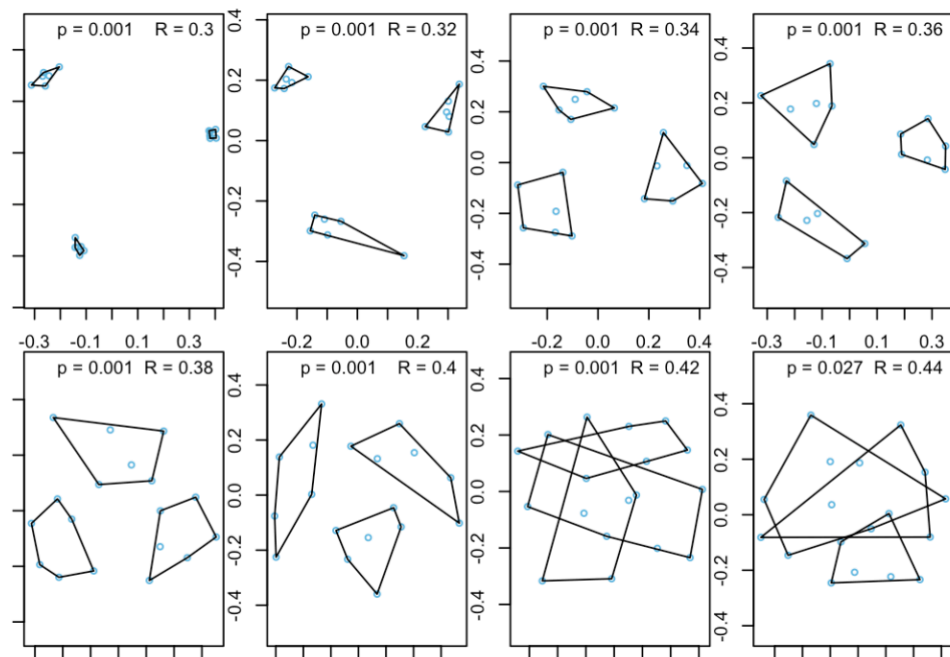 p = 0.001 R = 0.3
p = 0.001 R = 0.32
p = 0.001 R = 0.34
p = 0.001 R = 0.36
0.4
0.2
0.0
-0.2
-0.4
0.4
0.2
0.0
-0.2
-0.4
0.4
0.2
0.0
-0.2
-0.4
-0.3 -0.1 0.1
-0.2 0.0 0.2
-0.2 0.0 0.2 0.4
-0.3 -0.1 0.1 0.3
p = 0.001 R = 0.38
p = 0.001 R = 0.4
p = 0.001 R = 0.42
p = 0.027 R = 0.44
0.4
0.2
0.0
-0.2
-0.4
0.4
0.2
0.0
-0.2
-0.4
0.4
0.2
0.0
-0.2
-0.4